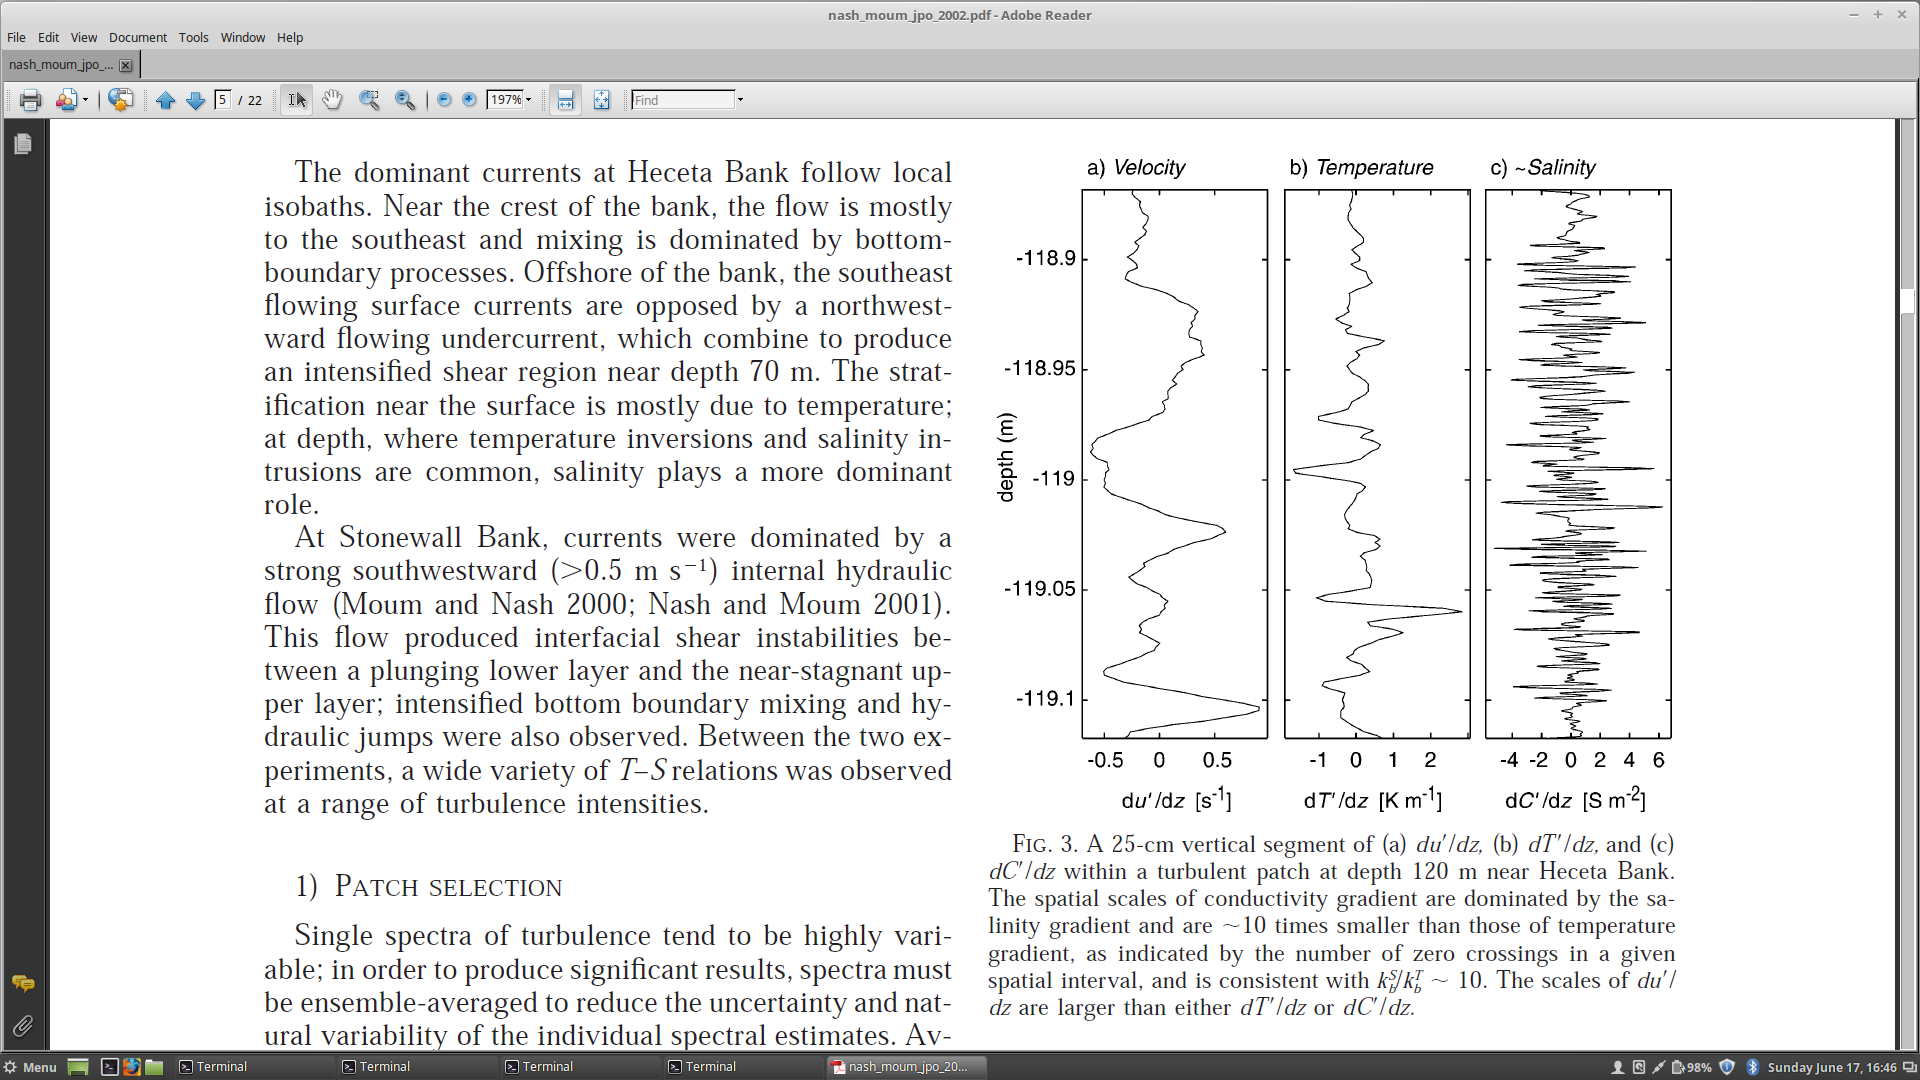 nash_moum_jpo_2002.pdf - Adobe Reader
File Edit View Document Tools Window Help
nash_moum_jpo_...
5 / 22 197% Find
The dominant currents at Heceta Bank follow local
isobaths. Near the crest of the bank, the flow is mostly
to the southeast and mixing is dominated by bottom-
boundary processes. Offshore of the bank, the southeast
flowing surface currents are opposed by a northwest-
ward flowing undercurrent, which combine to produce
an intensified shear region near depth 70 m. The strat-
ification near the surface is mostly due to temperature;
at depth, where temperature inversions and salinity in-
trusions are common, salinity plays a more dominant
role.
At Stonewall Bank, currents were dominated by a
strong southwestward (>0.5 m s⁻¹) internal hydraulic
flow (Moum and Nash 2000; Nash and Moum 2001).
This flow produced interfacial shear instabilities be-
tween a plunging lower layer and the near-stagnant up-
per layer; intensified bottom boundary mixing and hy-
draulic jumps were also observed. Between the two ex-
periments, a wide variety of T–S relations was observed
at a range of turbulence intensities.
1) PATCH SELECTION
Single spectra of turbulence tend to be highly vari-
able; in order to produce significant results, spectra must
be ensemble-averaged to reduce the uncertainty and nat-
ural variability of the individual spectral estimates. Av-
a) Velocity b) Temperature c) ~Salinity
depth (m)
-118.9
-118.95
-119
-119.05
-119.1
-0.5 0 0.5 -1 0 1 2 -4 -2 0 2 4 6
du'/dz [s⁻¹] dT'/dz [K m⁻¹] dC'/dz [S m⁻²]
FIG. 3. A 25-cm vertical segment of (a) du'/dz, (b) dT'/dz, and (c)
dC'/dz within a turbulent patch at depth 120 m near Heceta Bank.
The spatial scales of conductivity gradient are dominated by the sa-
linity gradient and are ~10 times smaller than those of temperature
gradient, as indicated by the number of zero crossings in a given
spatial interval, and is consistent with k_b^S/k_b^T ~ 10. The scales of du'/
dz are larger than either dT'/dz or dC'/dz.
Menu Terminal Terminal Terminal Terminal nash_moum_jpo_20... 98% Sunday June 17, 16:46